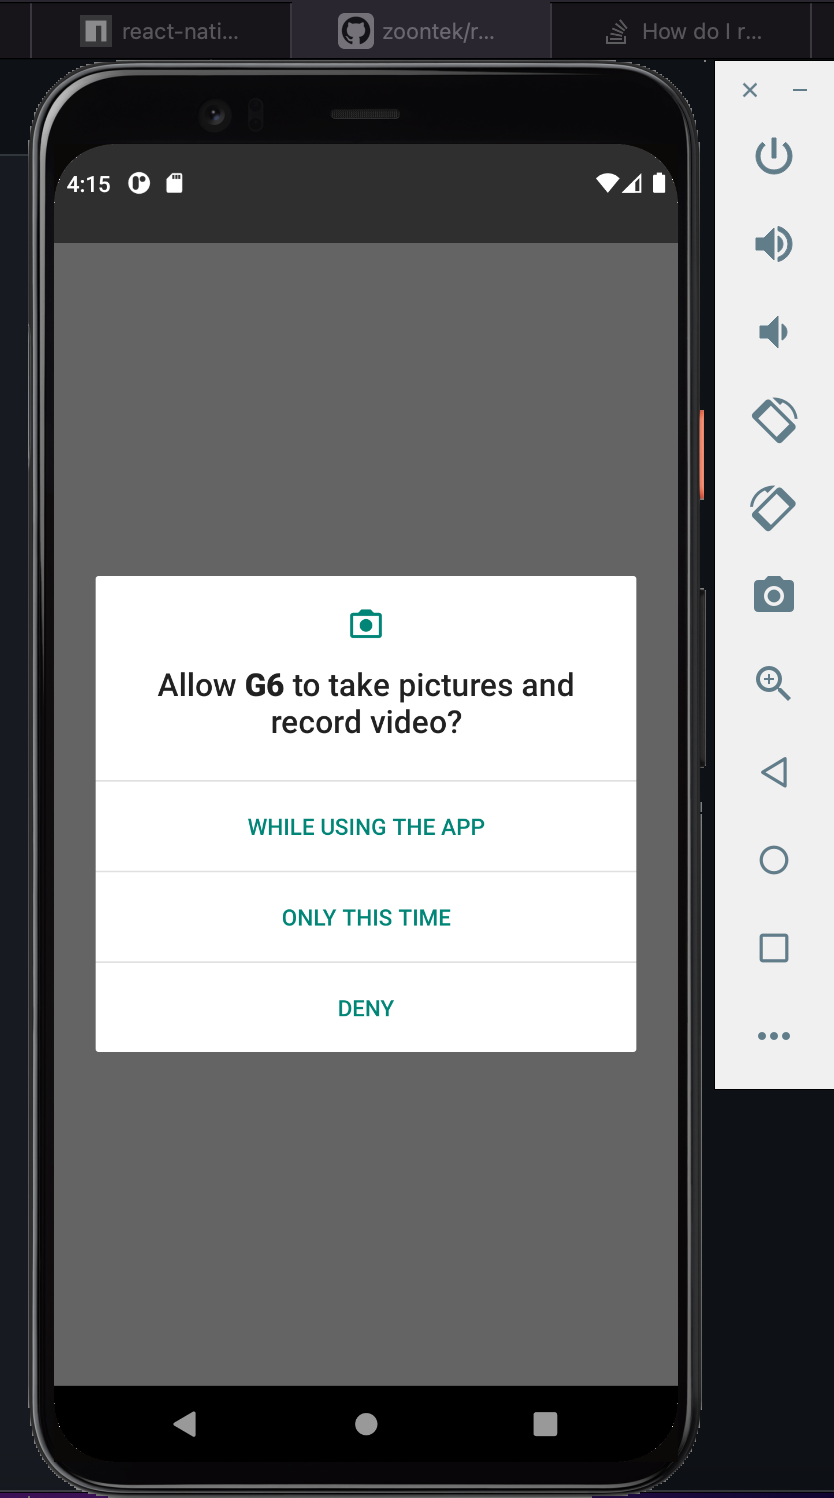 react-nati...
zoontek/r...
How do I r...
4:15
Allow G6 to take pictures and
record video?
WHILE USING THE APP
ONLY THIS TIME
DENY